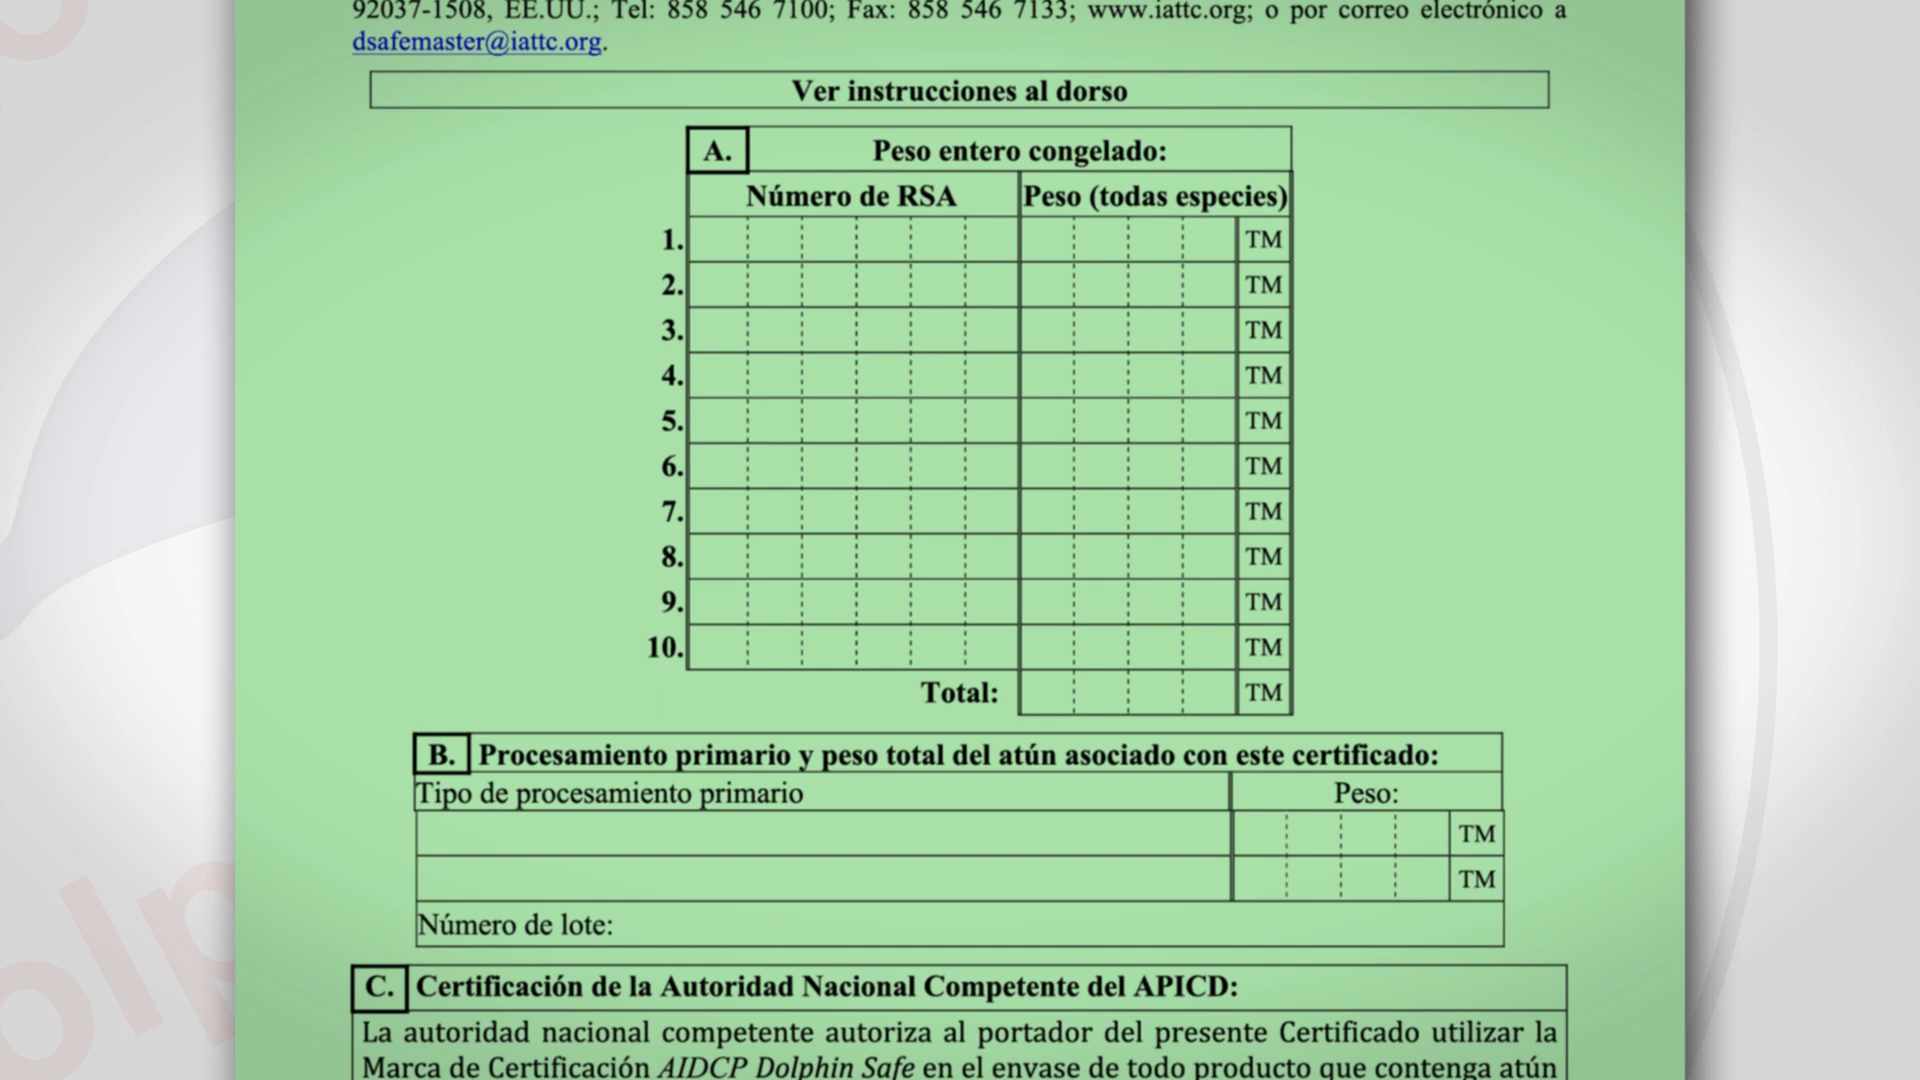 92037-1508, EE.UU.; Tel: 858 546 7100; Fax: 858 546 7133; www.iattc.org; o por correo electrónico a
dsafemaster@iattc.org.
Ver instrucciones al dorso
A. Peso entero congelado:
Número de RSA Peso (todas especies)
1. TM
2. TM
3. TM
4. TM
5. TM
6. TM
7. TM
8. TM
9. TM
10. TM
Total: TM
B. Procesamiento primario y peso total del atún asociado con este certificado:
Tipo de procesamiento primario Peso:
TM
TM
Número de lote:
C. Certificación de la Autoridad Nacional Competente del APICD:
La autoridad nacional competente autoriza al portador del presente Certificado utilizar la
Marca de Certificación AIDCP Dolphin Safe en el envase de todo producto que contenga atún